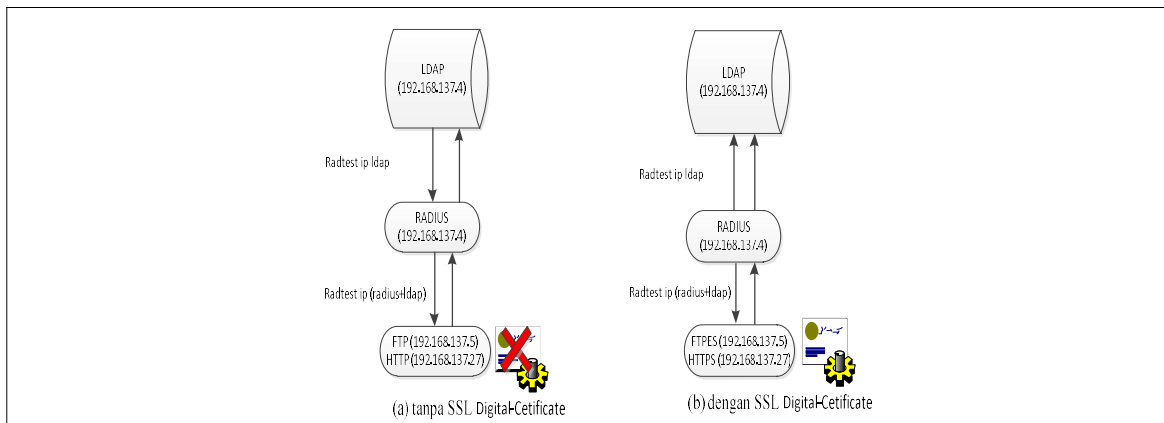 LDAP
(192.168.137.4)
Radtest ip ldap
RADIUS
(192.168.137.4)
Radtest ip (radius+ldap)
FTP (192.168.137.5)
HTTP (192.168.137.27)
(a) tanpa SSL Digital-Cetificate
LDAP
(192.168.137.4)
Radtest ip ldap
RADIUS
(192.168.137.4)
Radtest ip (radius+ldap)
FTPES (192.168.137.5)
HTTPS (192.168.137.27)
(b) dengan SSL Digital-Cetificate